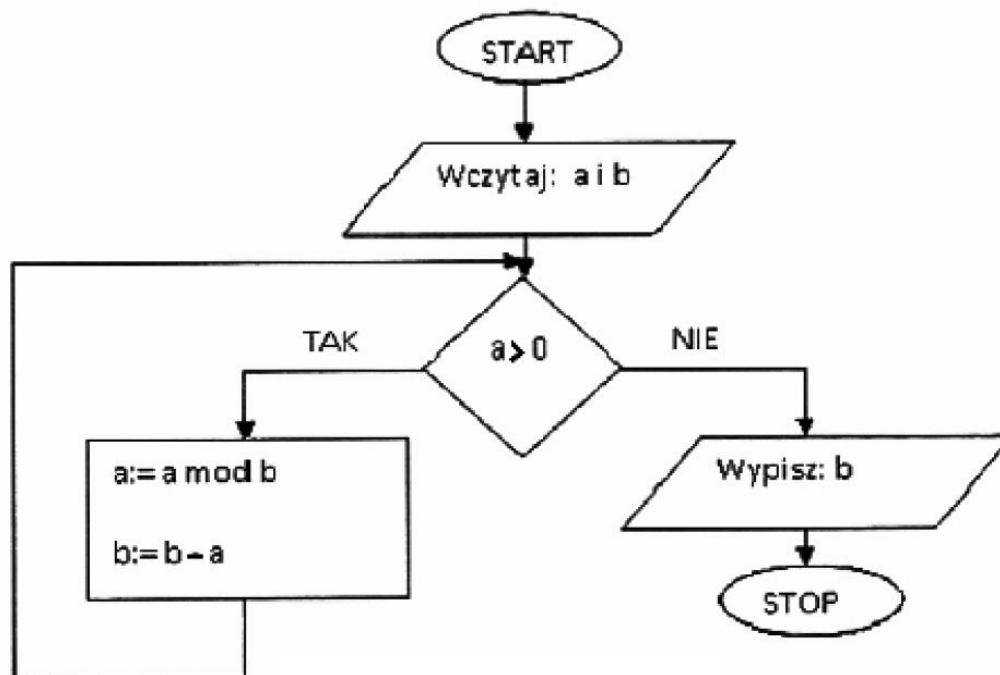 START
Wczytaj: a i b
a > 0
TAK
NIE
a:= a mod b
b:= b – a
Wypisz: b
STOP